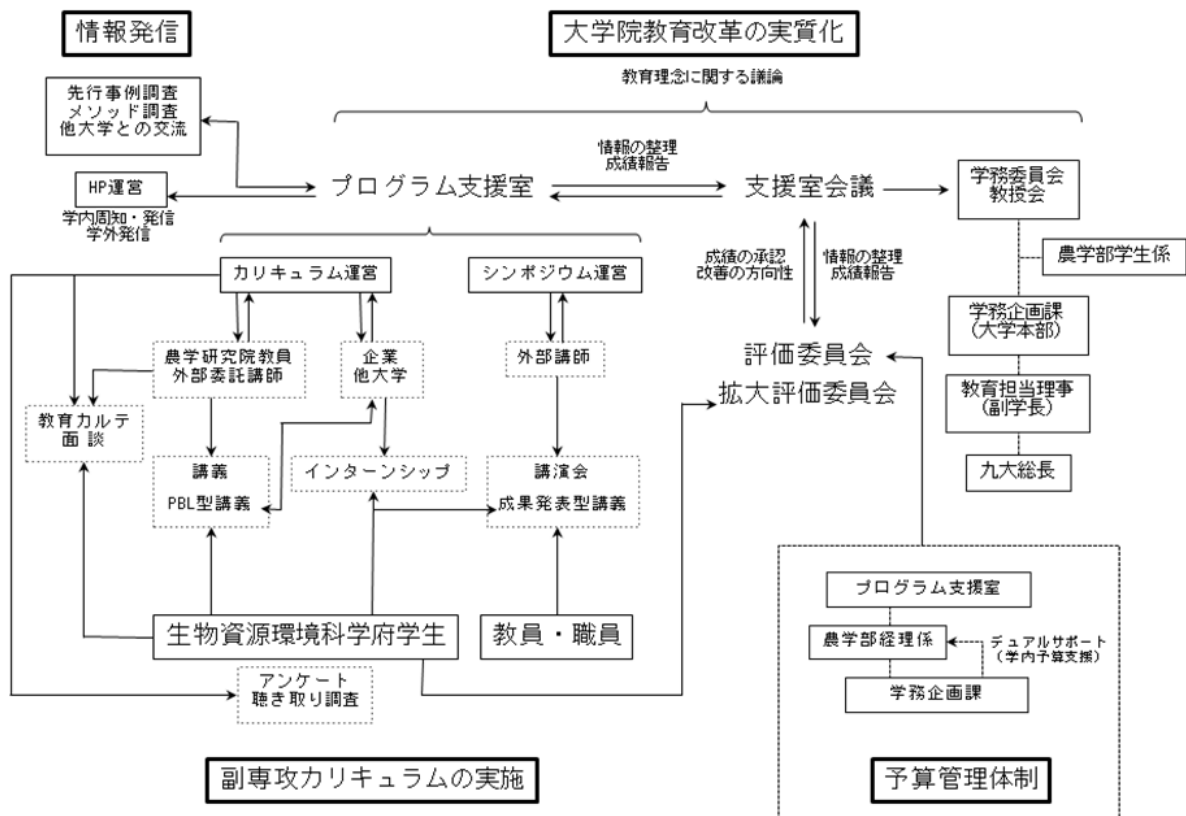 情報発信
大学院教育改革の実質化
教育理念に関する議論
先行事例調査
メソッド調査
他大学との交流
HP運営
学内周知・発信
学外発信
プログラム支援室
情報の整理
成績報告
支援室会議
学務委員会
教授会
農学部学生係
学務企画課
(大学本部)
教育担当理事
(副学長)
九大総長
成績の承認
改善の方向性
情報の整理
成績報告
評価委員会
拡大評価委員会
カリキュラム運営
シンポジウム運営
農学研究院教員
外部委託講師
企業
他大学
外部講師
教育カルテ
面談
講義
PBL型講義
インターンシップ
講演会
成果発表型講義
生物資源環境科学府学生
教員・職員
アンケート
聴き取り調査
副専攻カリキュラムの実施
プログラム支援室
農学部経理係
デュアルサポート
(学内予算支援)
学務企画課
予算管理体制